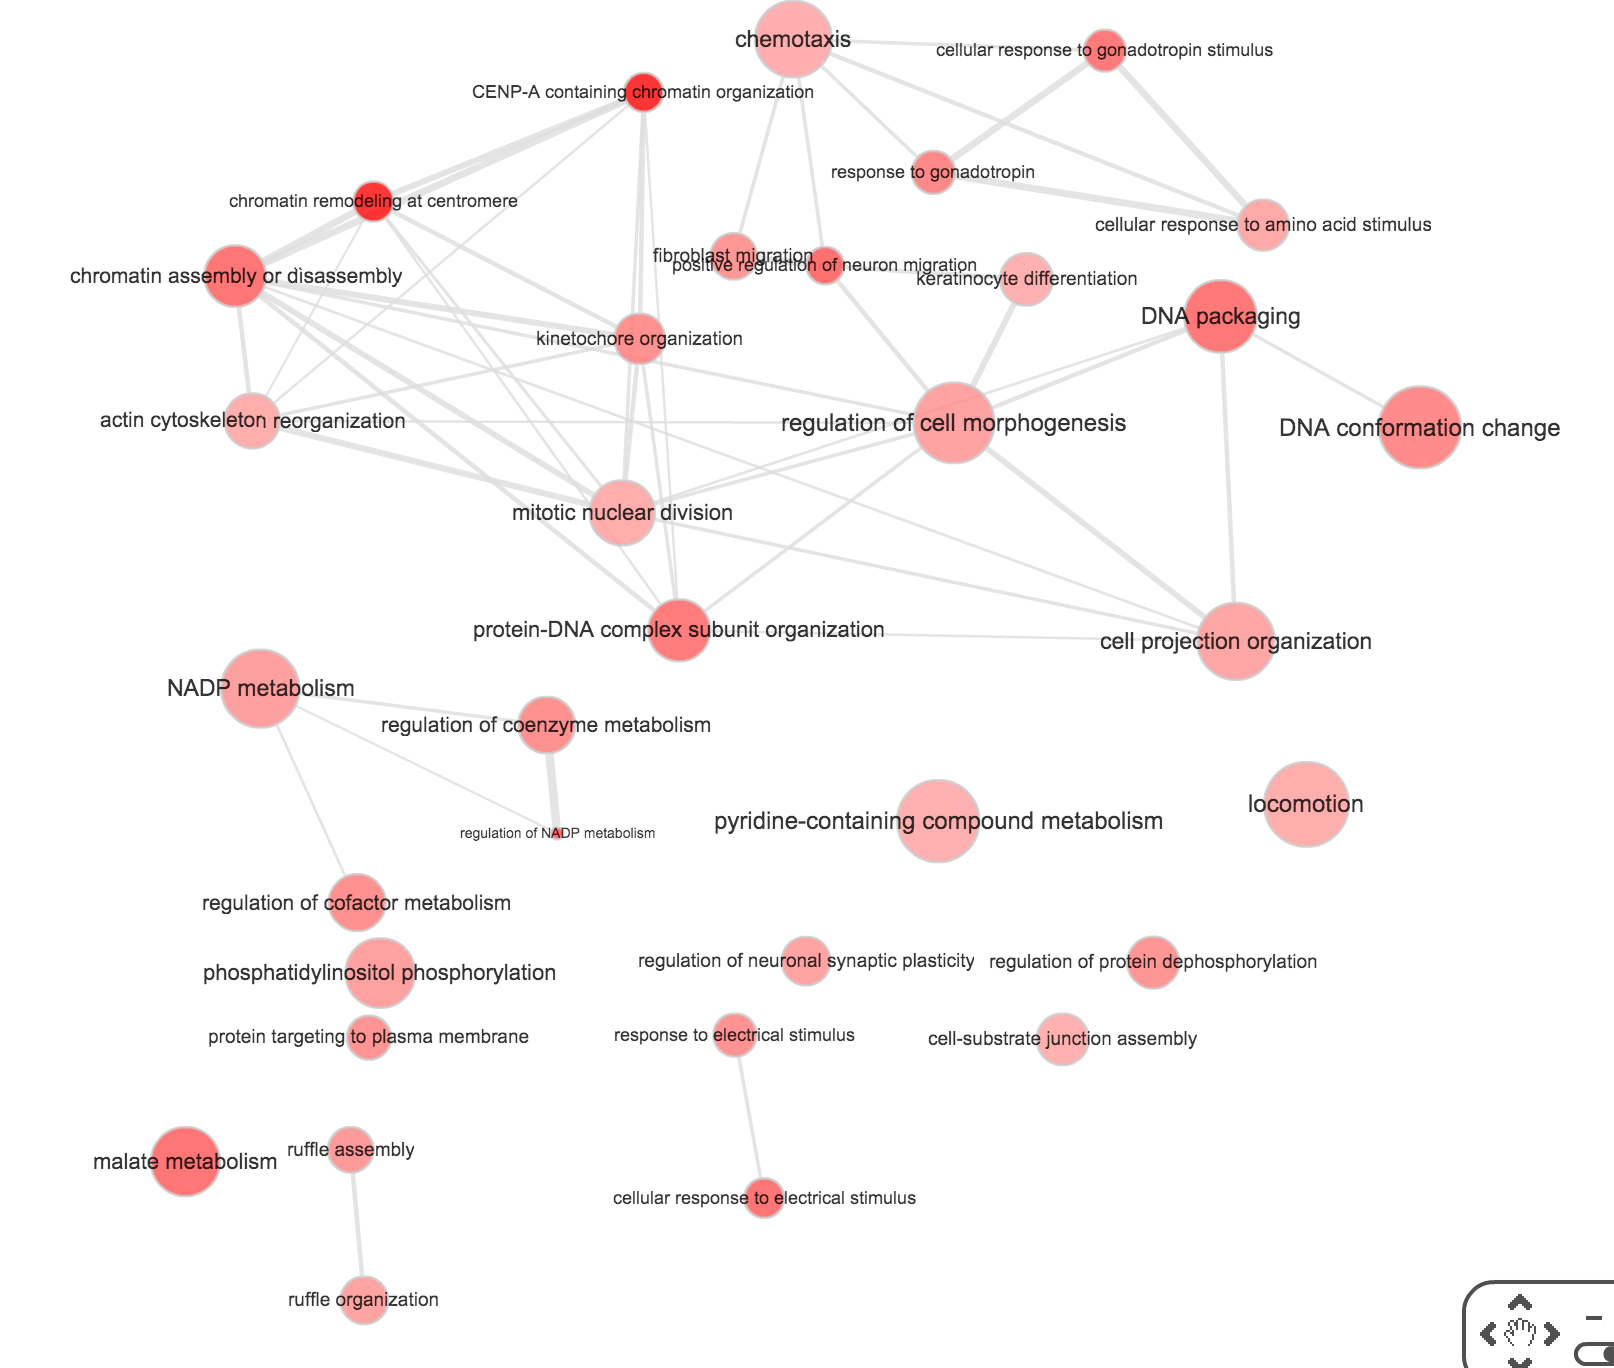 chemotaxis
cellular response to gonadotropin stimulus
CENP-A containing chromatin organization
response to gonadotropin
chromatin remodeling at centromere
cellular response to amino acid stimulus
fibroblast migration
positive regulation of neuron migration
chromatin assembly or disassembly
keratinocyte differentiation
DNA packaging
kinetochore organization
actin cytoskeleton reorganization
regulation of cell morphogenesis
DNA conformation change
mitotic nuclear division
protein-DNA complex subunit organization
cell projection organization
NADP metabolism
regulation of coenzyme metabolism
locomotion
pyridine-containing compound metabolism
regulation of NADP metabolism
regulation of cofactor metabolism
regulation of neuronal synaptic plasticity
regulation of protein dephosphorylation
phosphatidylinositol phosphorylation
protein targeting to plasma membrane
response to electrical stimulus
cell-substrate junction assembly
ruffle assembly
malate metabolism
cellular response to electrical stimulus
ruffle organization